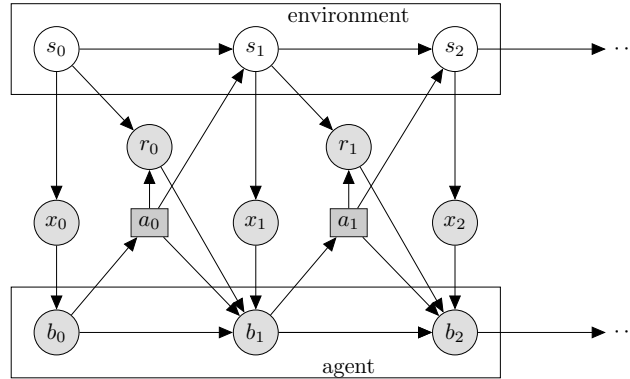 environment
s₀ s₁ s₂ ···
r₀ r₁
x₀ a₀ x₁ a₁ x₂
b₀ b₁ b₂ ···
agent